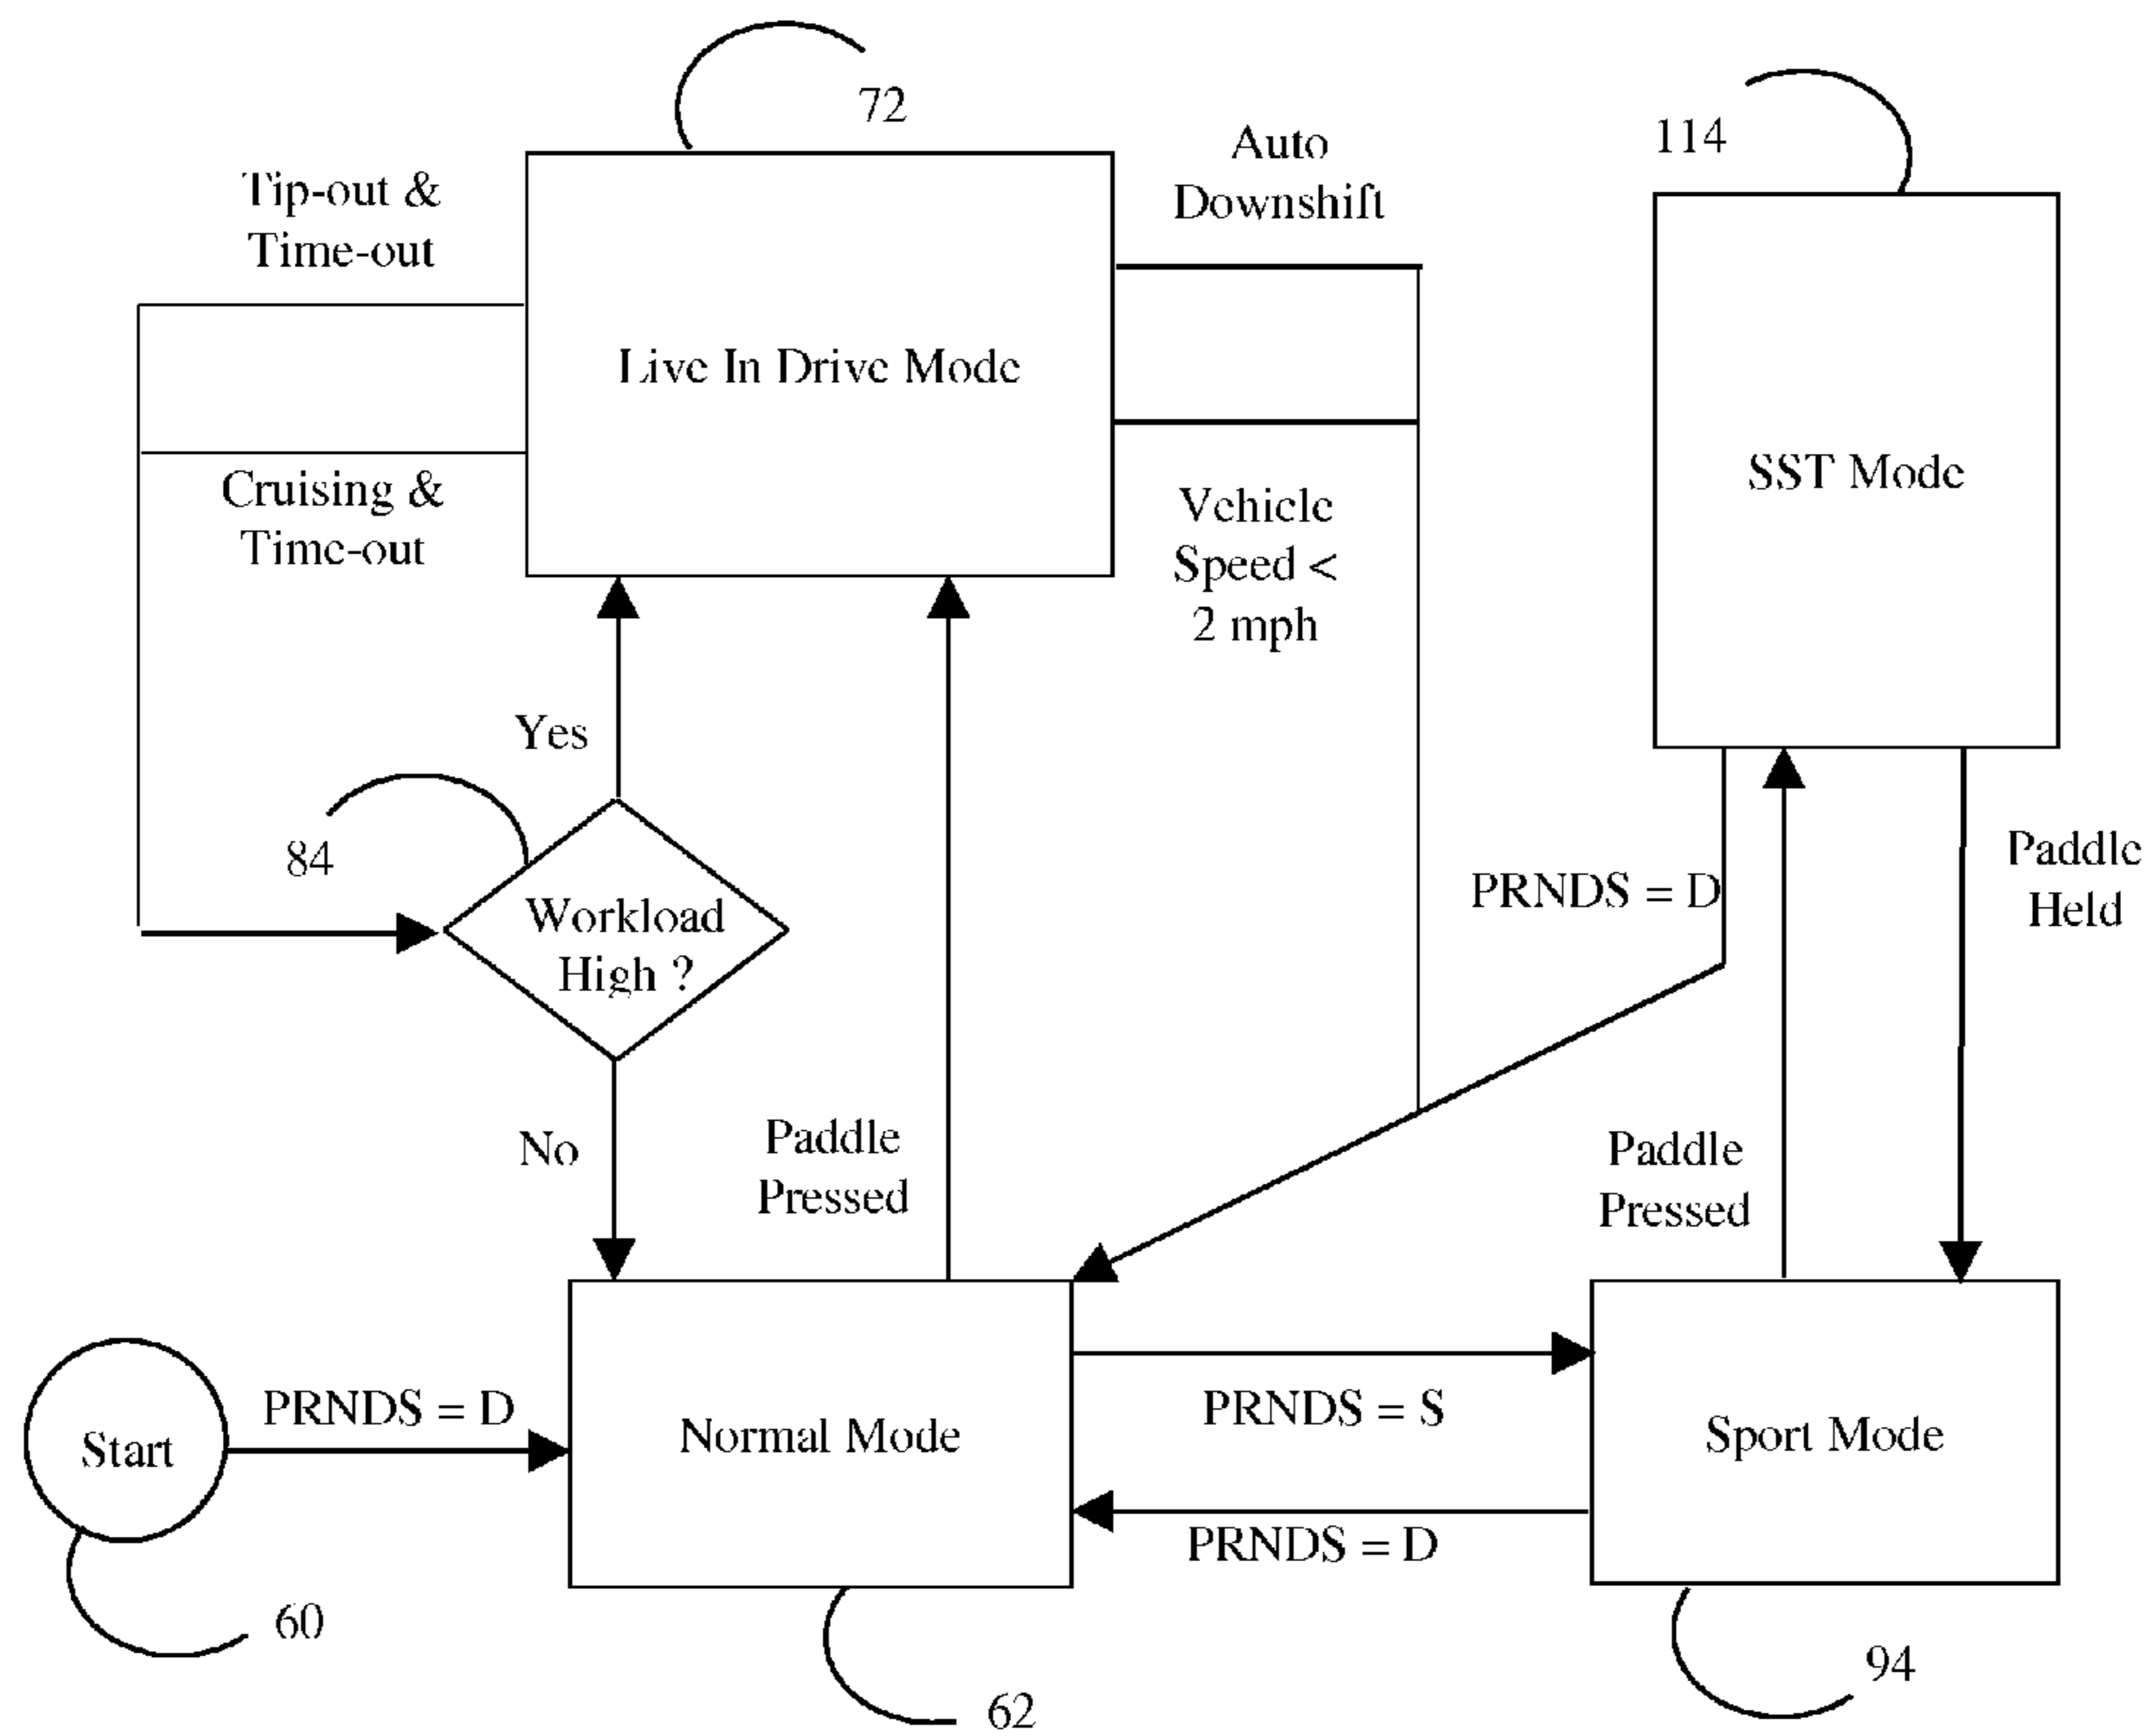 72
114
Auto
Downshift
Tip-out &
Time-out
Live In Drive Mode
SST Mode
Cruising &
Time-out
Vehicle
Speed <
2 mph
Yes
84
Workload
High ?
PRNDS = D
Paddle
Held
No
Paddle
Pressed
Paddle
Pressed
Start
PRNDS = D
Normal Mode
PRNDS = S
Sport Mode
PRNDS = D
60
62
94